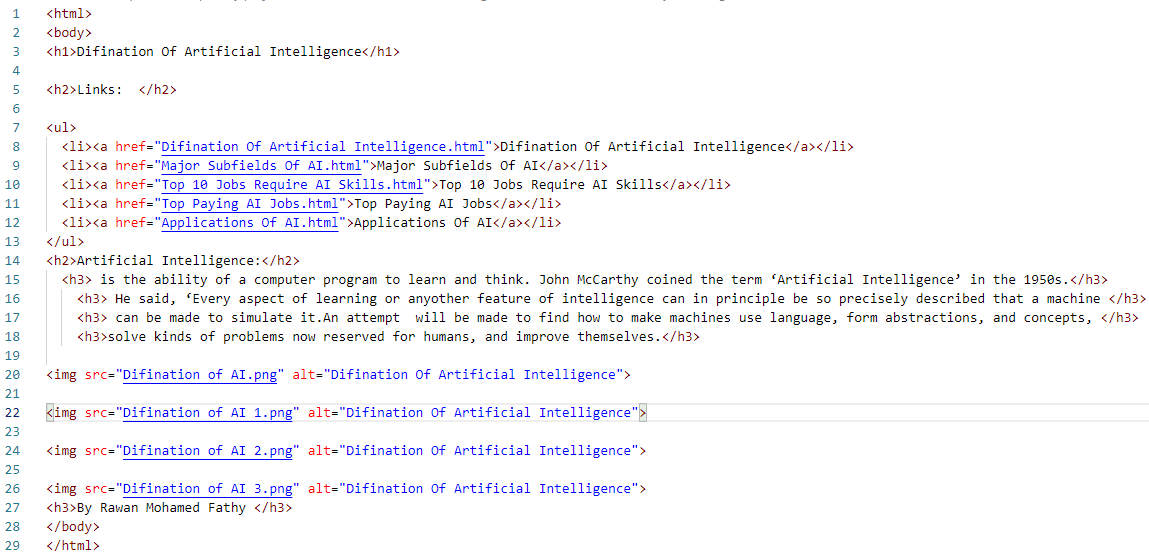 1 <html>
2 <body>
3 <h1>Difination Of Artificial Intelligence</h1>
4
5 <h2>Links:  </h2>
6
7 <ul>
8 <li><a href="Difination Of Artificial Intelligence.html">Difination Of Artificial Intelligence</a></li>
9 <li><a href="Major Subfields Of AI.html">Major Subfields Of AI</a></li>
10 <li><a href="Top 10 Jobs Require AI Skills.html">Top 10 Jobs Require AI Skills</a></li>
11 <li><a href="Top Paying AI Jobs.html">Top Paying AI Jobs</a></li>
12 <li><a href="Applications Of AI.html">Applications Of AI</a></li>
13 </ul>
14 <h2>Artificial Intelligence:</h2>
15 <h3> is the ability of a computer program to learn and think. John McCarthy coined the term ‘Artificial Intelligence’ in the 1950s.</h3>
16 <h3> He said, ‘Every aspect of learning or anyother feature of intelligence can in principle be so precisely described that a machine </h3>
17 <h3> can be made to simulate it.An attempt  will be made to find how to make machines use language, form abstractions, and concepts, </h3>
18 <h3>solve kinds of problems now reserved for humans, and improve themselves.</h3>
19
20 <img src="Difination of AI.png" alt="Difination Of Artificial Intelligence">
21
22 <img src="Difination of AI 1.png" alt="Difination Of Artificial Intelligence">
23
24 <img src="Difination of AI 2.png" alt="Difination Of Artificial Intelligence">
25
26 <img src="Difination of AI 3.png" alt="Difination Of Artificial Intelligence">
27 <h3>By Rawan Mohamed Fathy </h3>
28 </body>
29 </html>